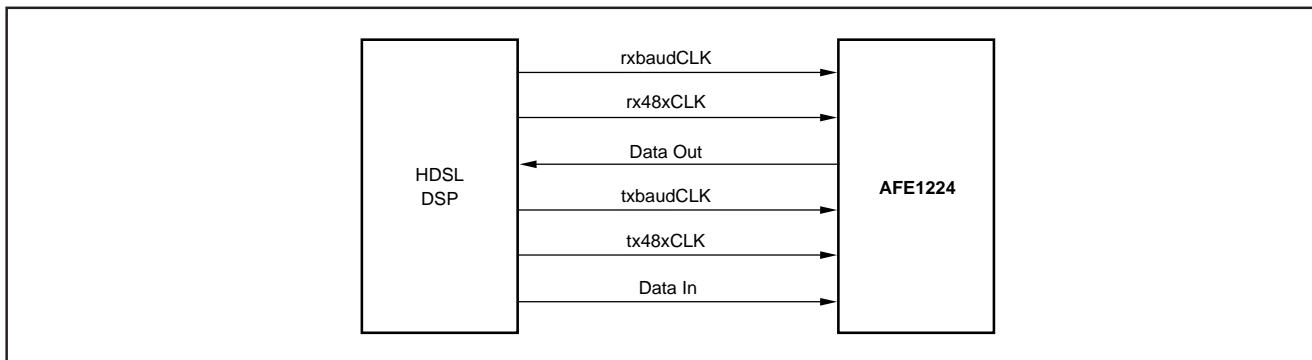 rxbaudCLK
rx48xCLK
Data Out
HDSL
DSP
AFE1224
txbaudCLK
tx48xCLK
Data In